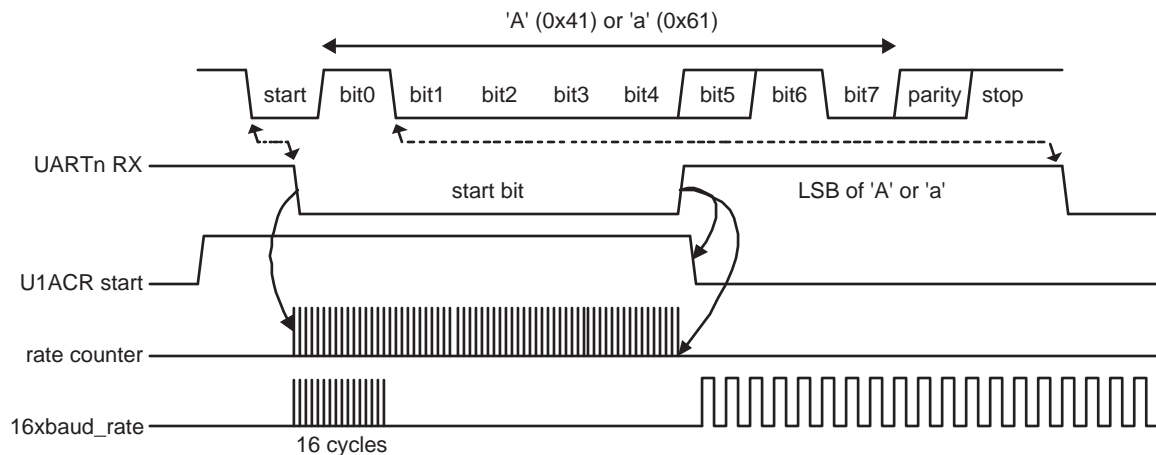 'A' (0x41) or 'a' (0x61)
start bit0 bit1 bit2 bit3 bit4 bit5 bit6 bit7 parity stop
UARTn RX
start bit
LSB of 'A' or 'a'
U1ACR start
rate counter
16xbaud_rate
16 cycles